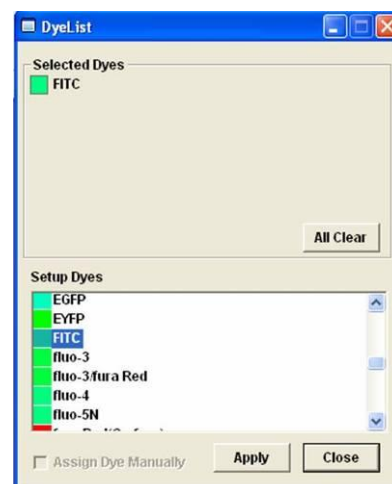 DyeList
Selected Dyes
FITC
All Clear
Setup Dyes
EGFP
EYFP
FITC
fluo-3
fluo-3/fura Red
fluo-4
fluo-5N
Assign Dye Manually
Apply
Close